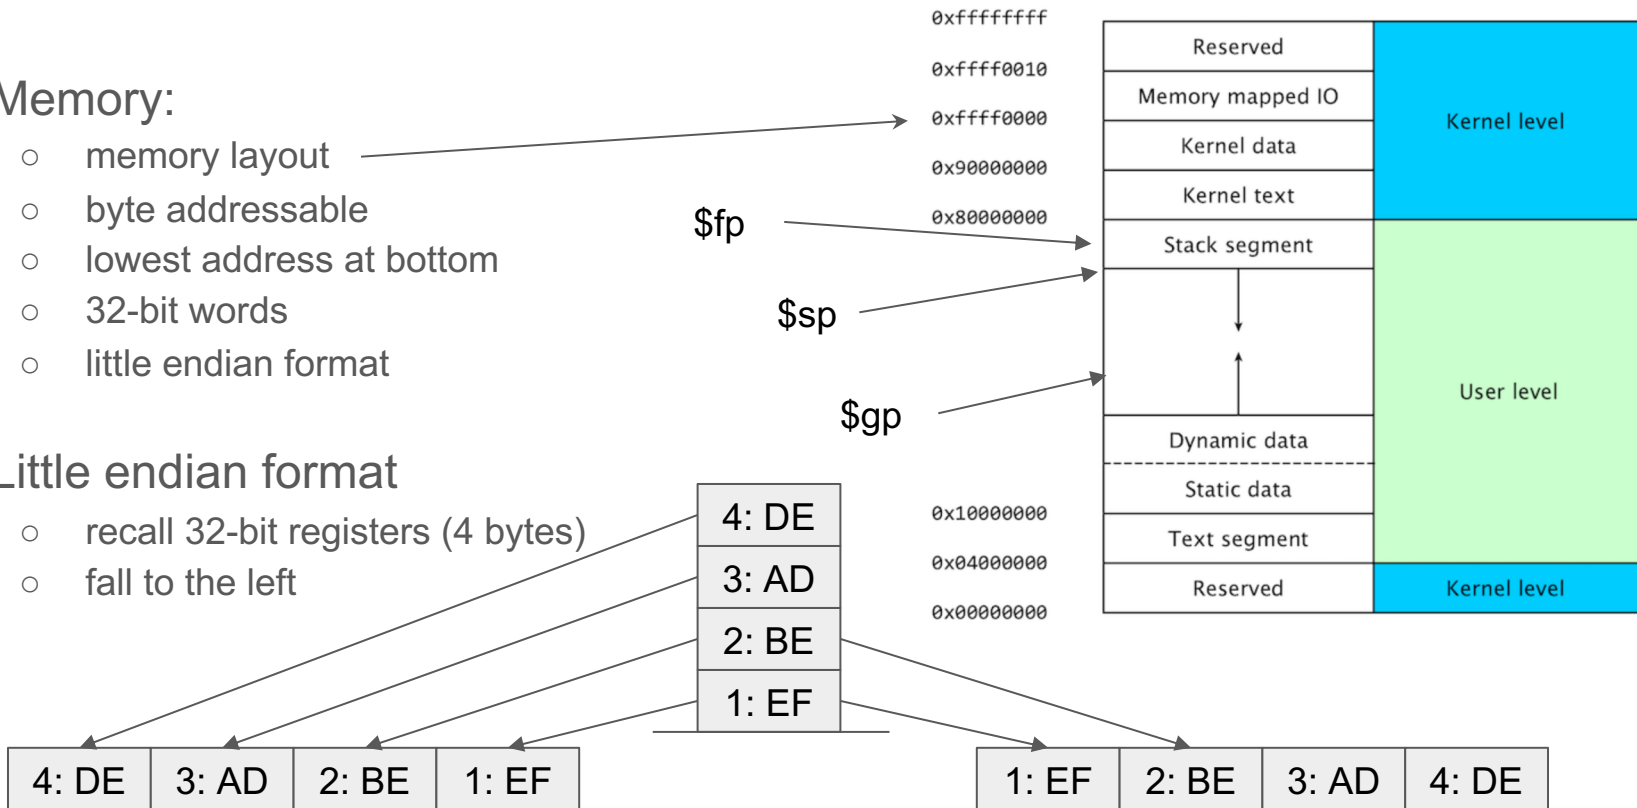 Memory:
○ memory layout
○ byte addressable
○ lowest address at bottom
○ 32-bit words
○ little endian format
Little endian format
○ recall 32-bit registers (4 bytes)
○ fall to the left
$fp
$sp
$gp
0xffffffff
0xffff0010
0xffff0000
0x90000000
0x80000000
0x10000000
0x04000000
0x00000000
Reserved
Memory mapped IO
Kernel data
Kernel text
Stack segment
Dynamic data
Static data
Text segment
Reserved
Kernel level
User level
Kernel level
4: DE
3: AD
2: BE
1: EF
4: DE 3: AD 2: BE 1: EF
1: EF 2: BE 3: AD 4: DE